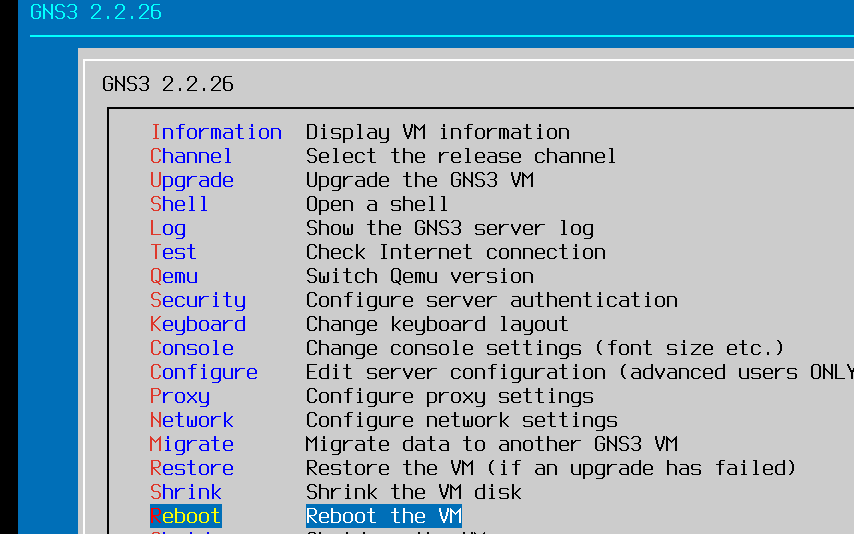 GNS3 2.2.26
GNS3 2.2.26
Information Display VM information
Channel Select the release channel
Upgrade Upgrade the GNS3 VM
Shell Open a shell
Log Show the GNS3 server log
Test Check Internet connection
Qemu Switch Qemu version
Security Configure server authentication
Keyboard Change keyboard layout
Console Change console settings (font size etc.)
Configure Edit server configuration (advanced users ONLY
Proxy Configure proxy settings
Network Configure network settings
Migrate Migrate data to another GNS3 VM
Restore Restore the VM (if an upgrade has failed)
Shrink Shrink the VM disk
Reboot Reboot the VM